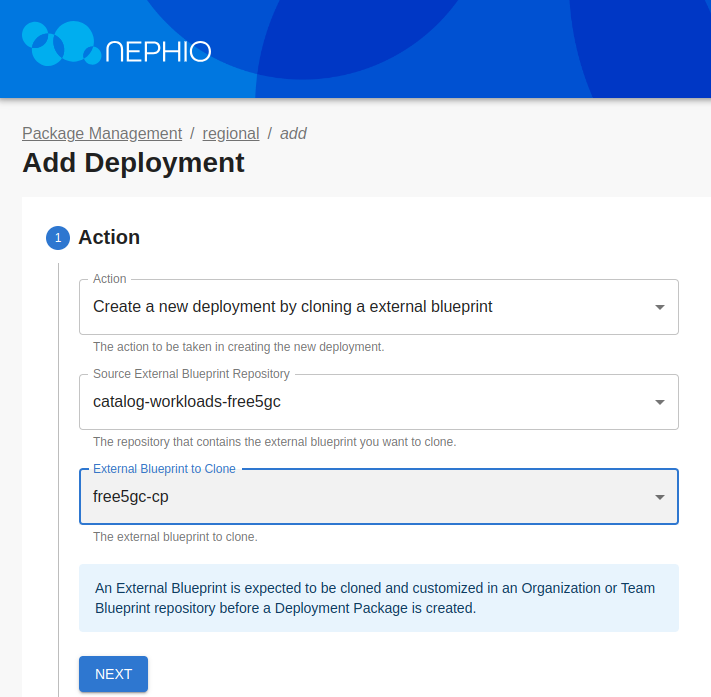 NEPHIO
Package Management / regional / add
Add Deployment
1 Action
Action
Create a new deployment by cloning a external blueprint
The action to be taken in creating the new deployment.
Source External Blueprint Repository
catalog-workloads-free5gc
The repository that contains the external blueprint you want to clone.
External Blueprint to Clone
free5gc-cp
The external blueprint to clone.
An External Blueprint is expected to be cloned and customized in an Organization or Team
Blueprint repository before a Deployment Package is created.
NEXT